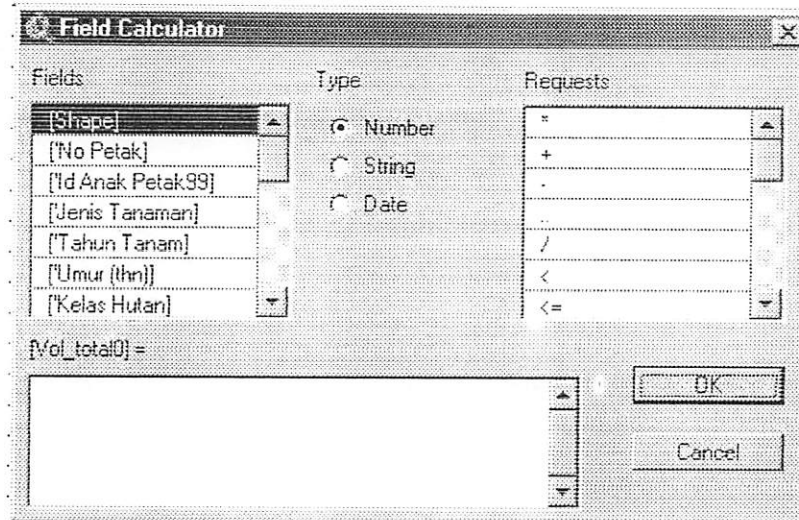 Field Calculator
Fields
Type
Requests
[Shape]
['No Petak]
['Id Anak Petak99]
['Jenis Tanaman]
['Tahun Tanam]
['Umur (thn)]
['Kelas Hutan]
Number
String
Date
*
+
-
..
/
<
<=
[Vol_total0] =
OK
Cancel